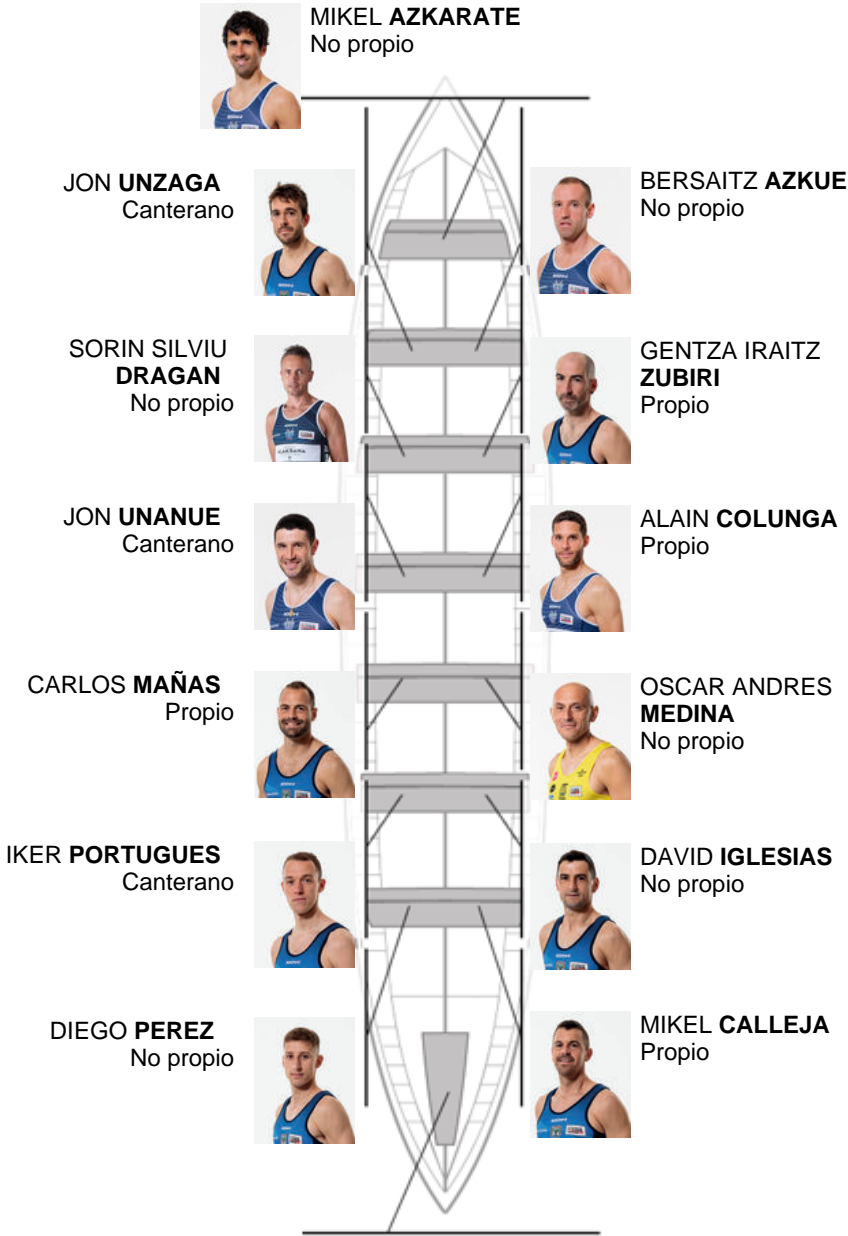 MIKEL AZKARATE
No propio
JON UNZAGA
Canterano
BERSAITZ AZKUE
No propio
SORIN SILVIU
DRAGAN
No propio
GENTZA IRAITZ
ZUBIRI
Propio
JON UNANUE
Canterano
ALAIN COLUNGA
Propio
CARLOS MAÑAS
Propio
OSCAR ANDRES
MEDINA
No propio
IKER PORTUGUES
Canterano
DAVID IGLESIAS
No propio
DIEGO PEREZ
No propio
MIKEL CALLEJA
Propio